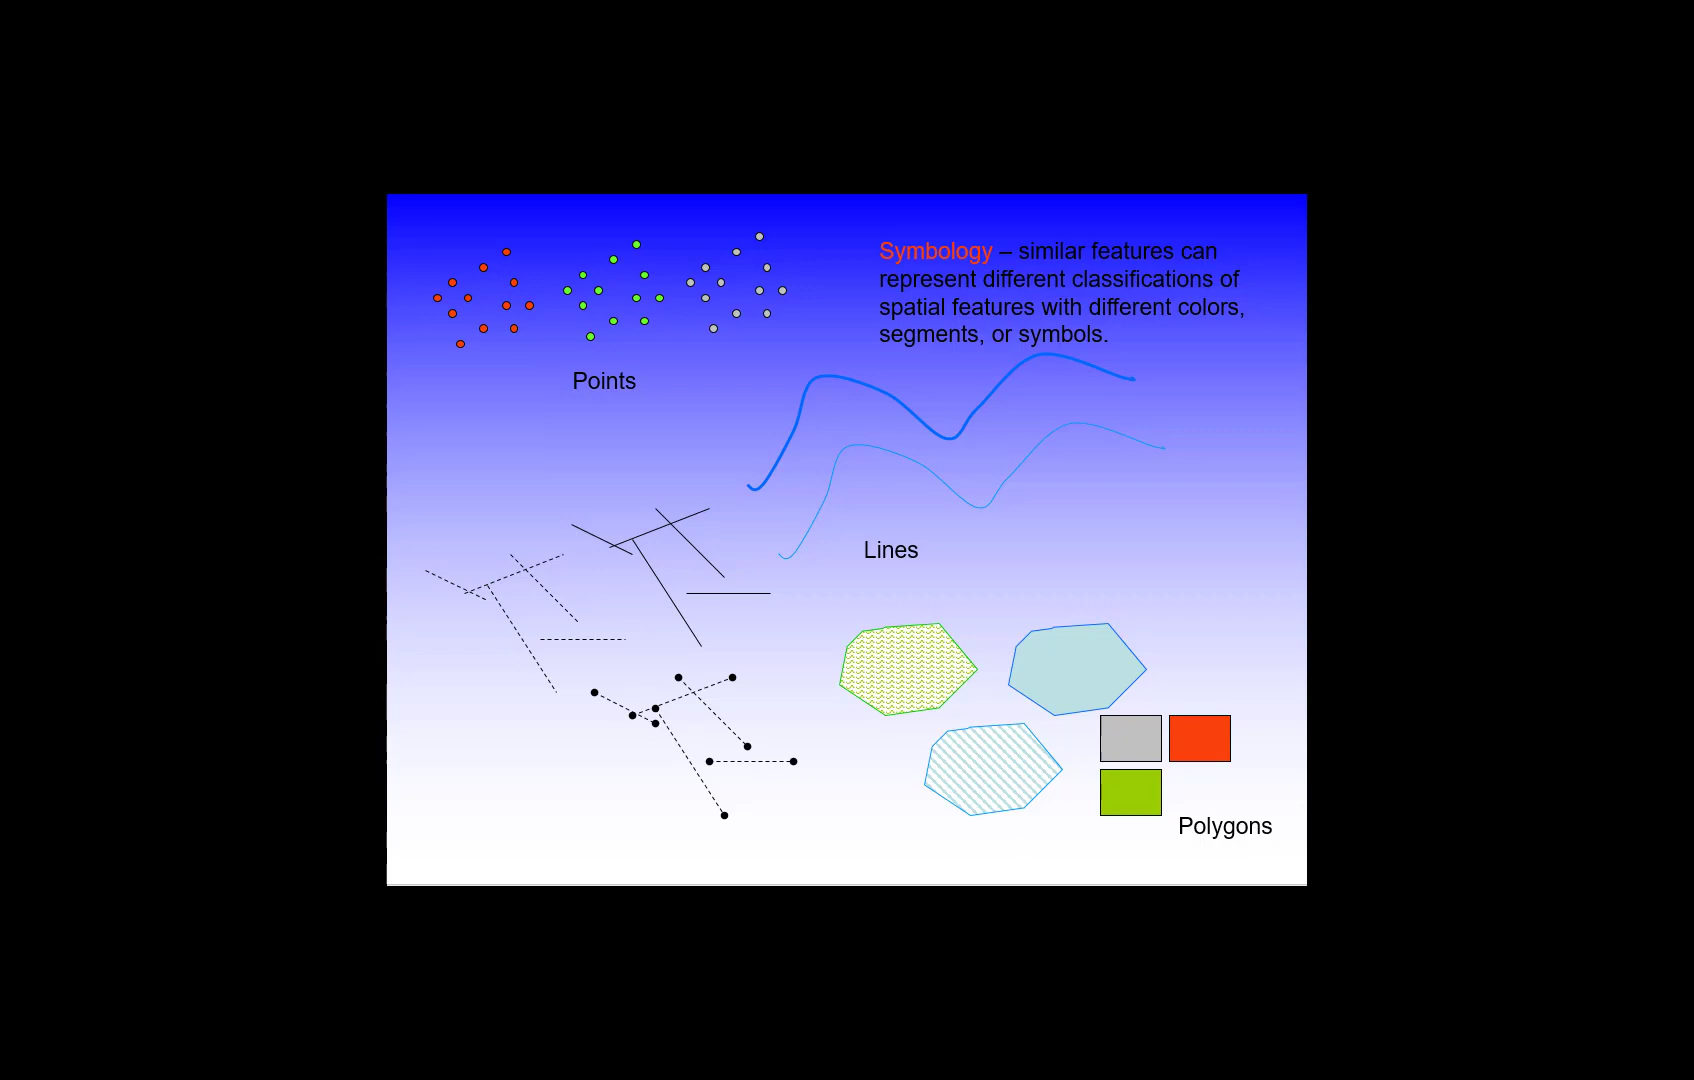 Symbology – similar features can
represent different classifications of
spatial features with different colors,
segments, or symbols.
Points
Lines
Polygons